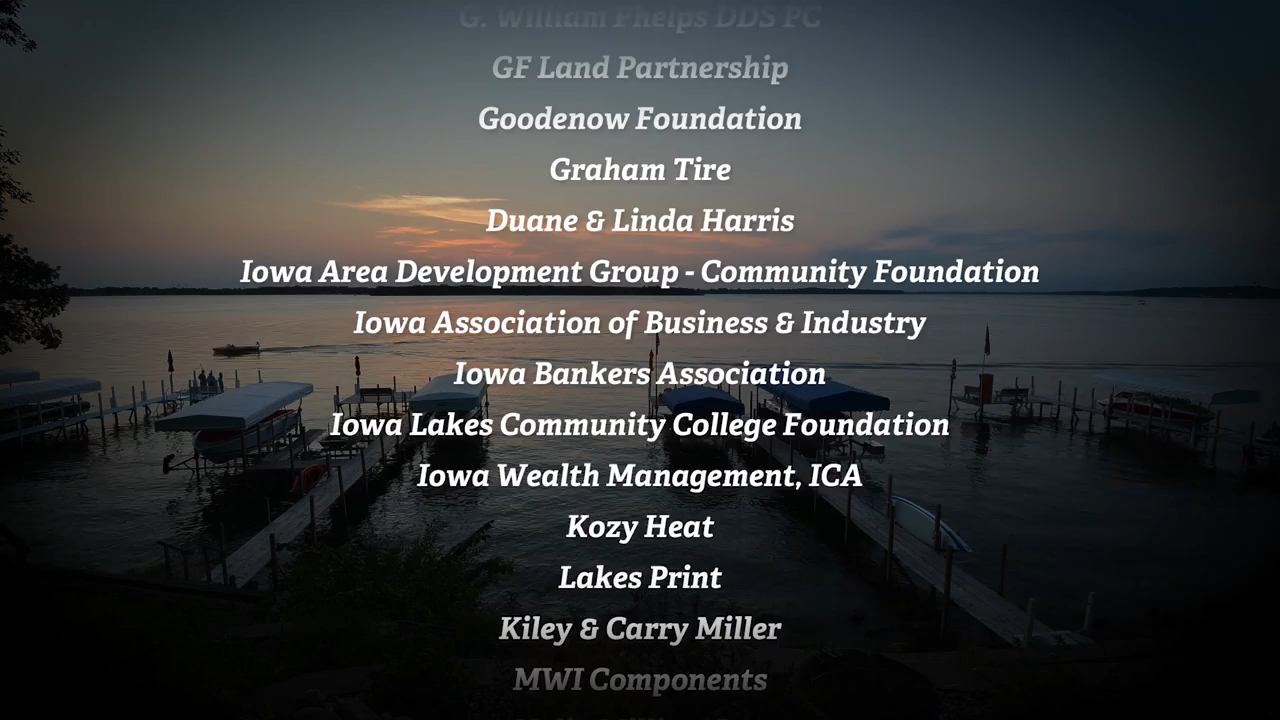 G. William Phelps DDS PC
GF Land Partnership
Goodenow Foundation
Graham Tire
Duane & Linda Harris
Iowa Area Development Group - Community Foundation
Iowa Association of Business & Industry
Iowa Bankers Association
Iowa Lakes Community College Foundation
Iowa Wealth Management, ICA
Kozy Heat
Lakes Print
Kiley & Carry Miller
MWI Components